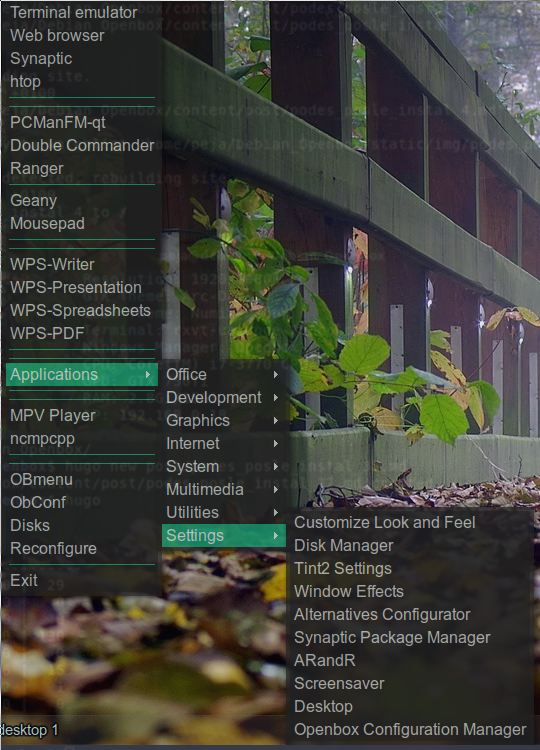 Terminal emulator
Web browser
Synaptic
htop
PCManFM-qt
Double Commander
Ranger
Geany
Mousepad
WPS-Writer
WPS-Presentation
WPS-Spreadsheets
WPS-PDF
Applications
MPV Player
ncmpcpp
OBmenu
ObConf
Disks
Reconfigure
Exit
Office
Development
Graphics
Internet
System
Multimedia
Utilities
Settings
Customize Look and Feel
Disk Manager
Tint2 Settings
Window Effects
Alternatives Configurator
Synaptic Package Manager
ARandR
Screensaver
Desktop
Openbox Configuration Manager
desktop 1